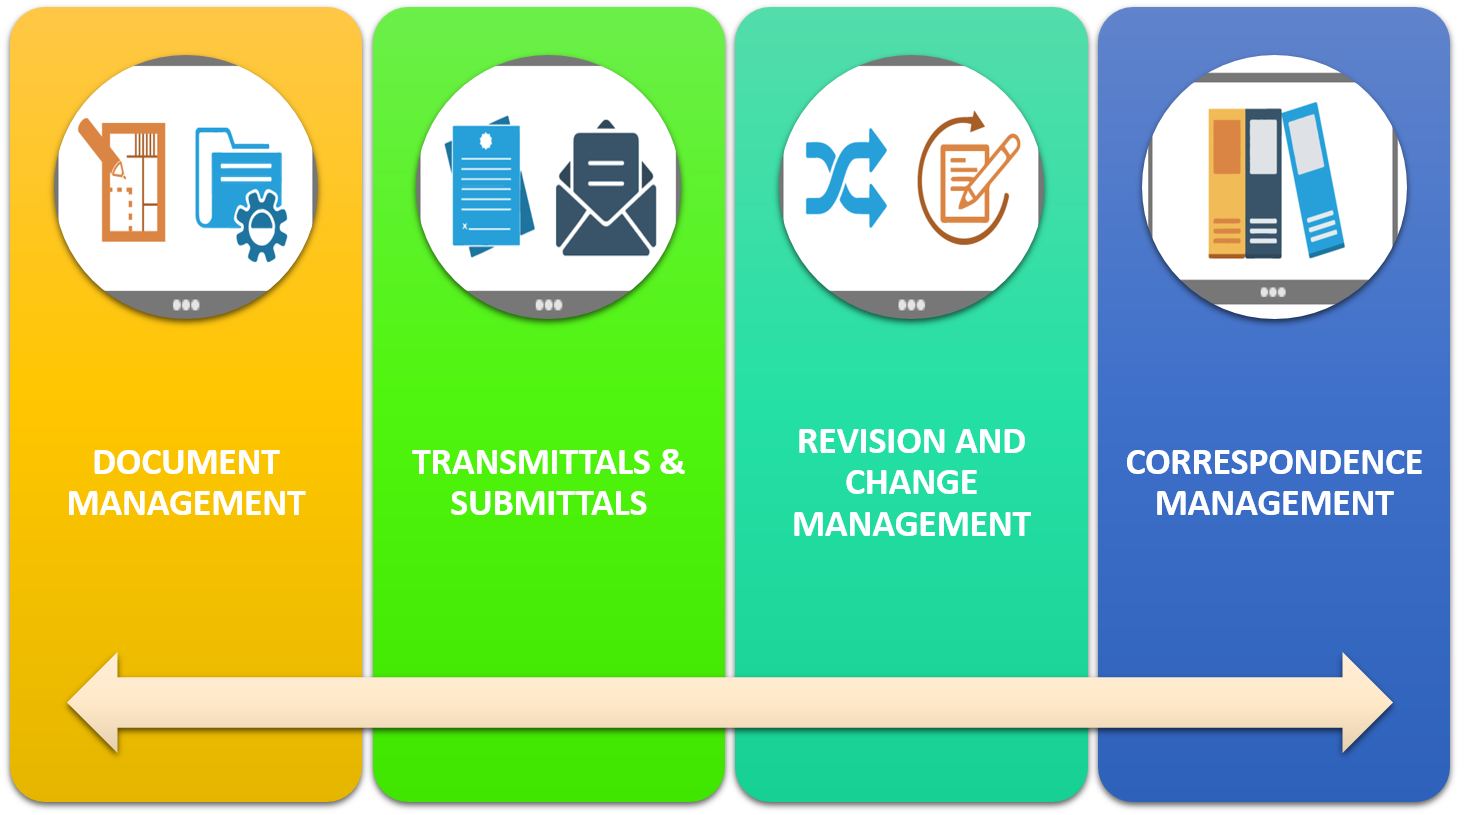 DOCUMENT
MANAGEMENT
TRANSMITTALS &
SUBMITTALS
REVISION AND
CHANGE
MANAGEMENT
CORRESPONDENCE
MANAGEMENT